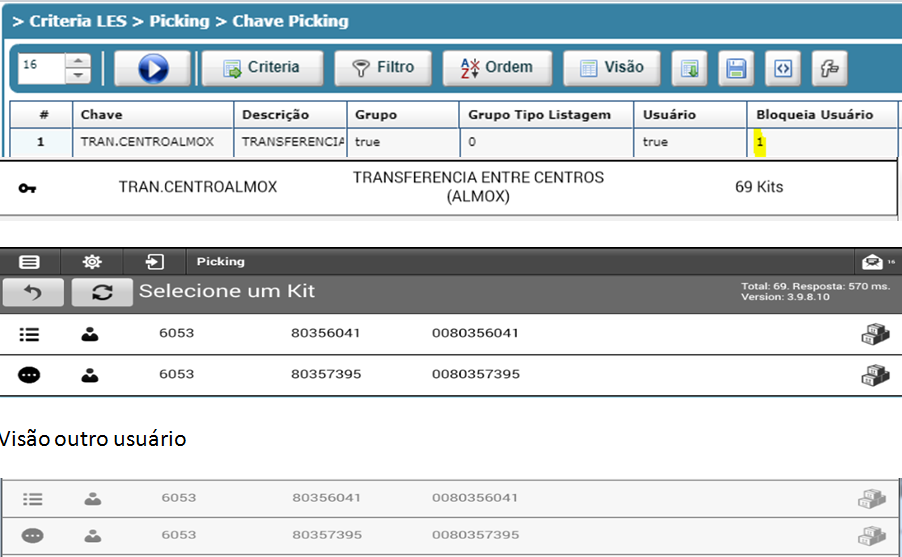 > Criteria LES > Picking > Chave Picking
16 Criteria Filtro Ordem Visão
# Chave Descrição Grupo Grupo Tipo Listagem Usuário Bloqueia Usuário
1 TRAN.CENTROALMOX TRANSFERENCIA true 0 true 1
TRAN.CENTROALMOX TRANSFERENCIA ENTRE CENTROS (ALMOX) 69 Kits
Picking 16
Selecione um Kit Total: 69. Resposta: 570 ms.
Version: 3.9.8.10
6053 80356041 0080356041
6053 80357395 0080357395
Visão outro usuário
6053 80356041 0080356041
6053 80357395 0080357395